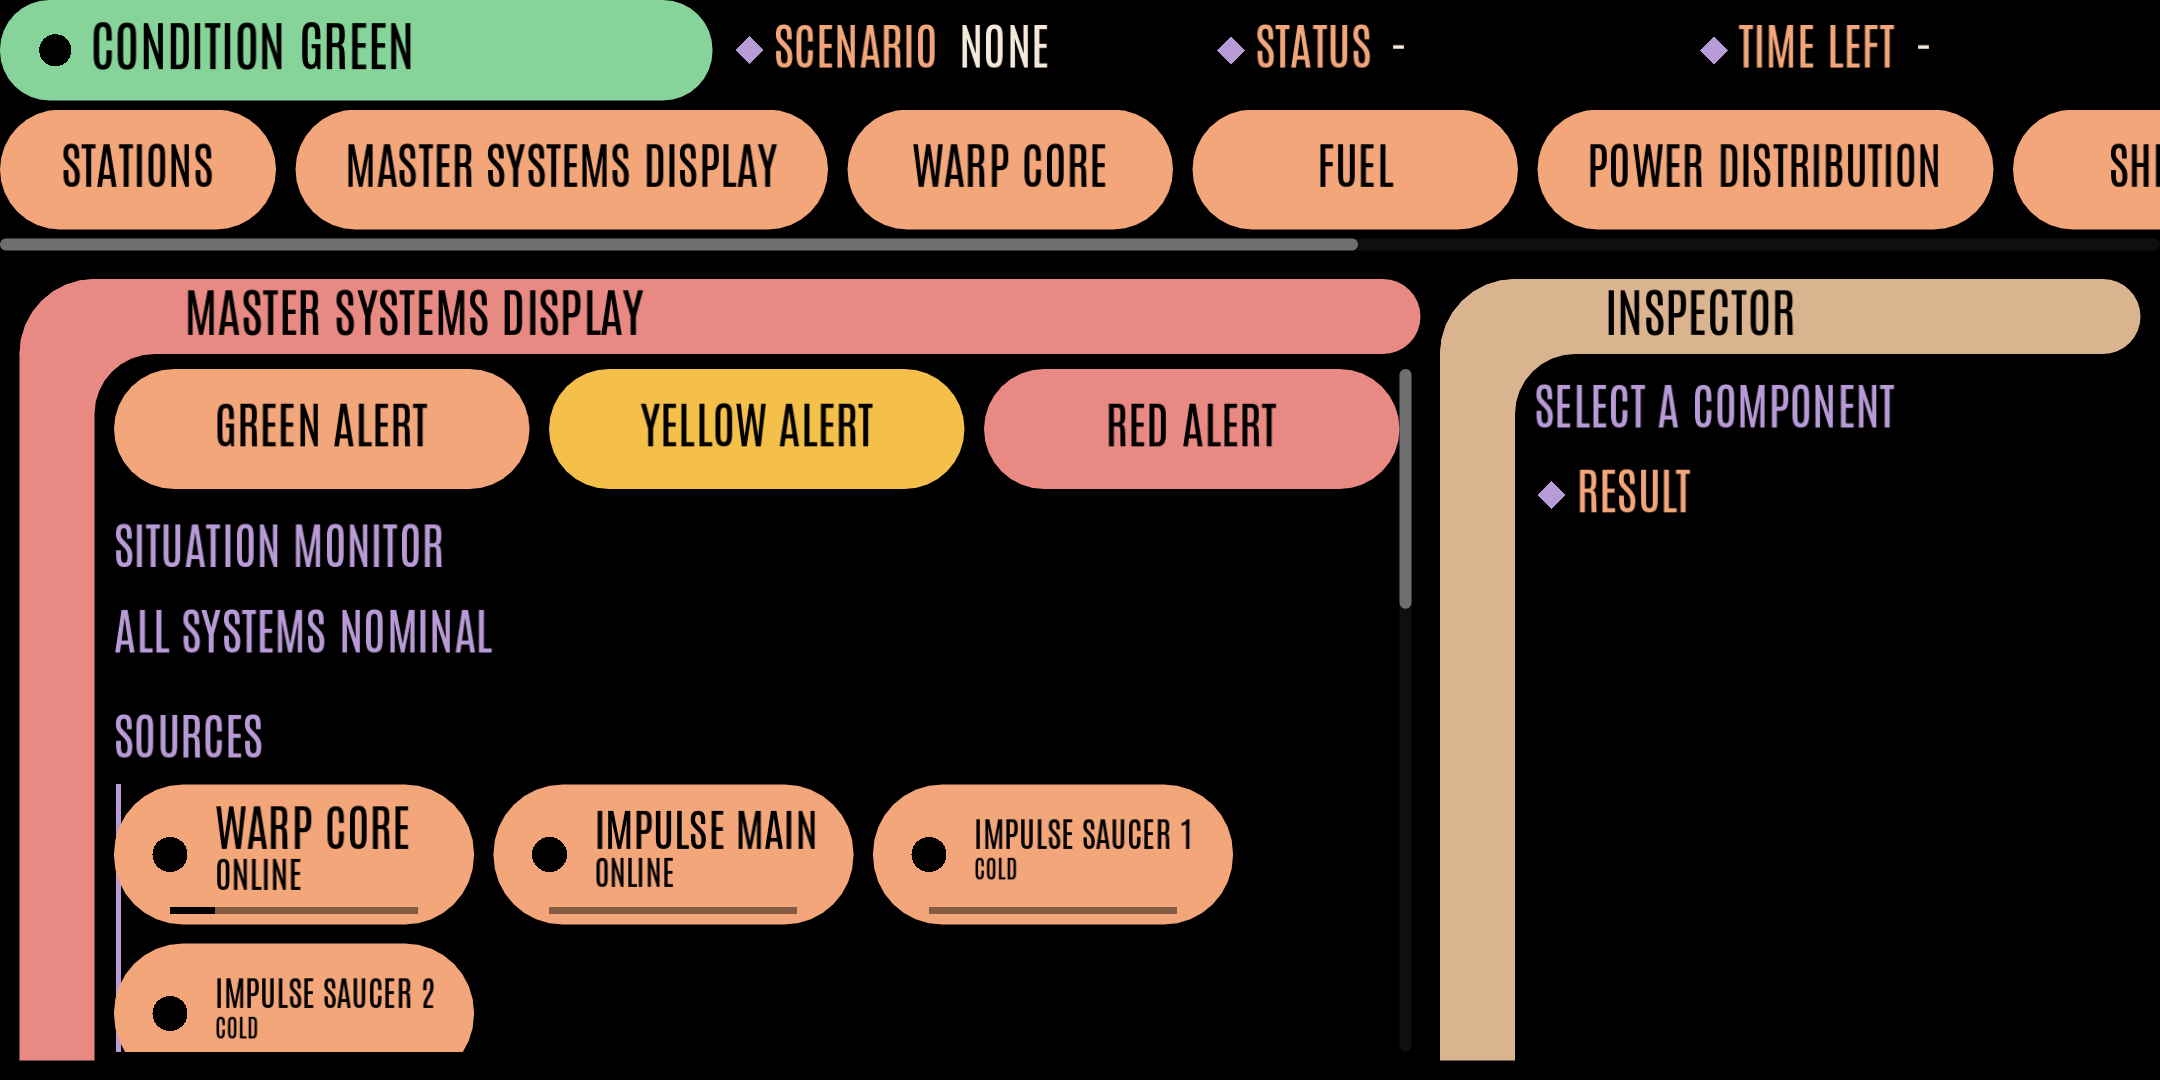 CONDITION GREEN
SCENARIO NONE
STATUS -
TIME LEFT -
STATIONS
MASTER SYSTEMS DISPLAY
WARP CORE
FUEL
POWER DISTRIBUTION
MASTER SYSTEMS DISPLAY
GREEN ALERT
YELLOW ALERT
RED ALERT
SITUATION MONITOR
ALL SYSTEMS NOMINAL
SOURCES
WARP CORE
ONLINE
IMPULSE MAIN
ONLINE
IMPULSE SAUCER 1
COLD
IMPULSE SAUCER 2
COLD
INSPECTOR
SELECT A COMPONENT
RESULT